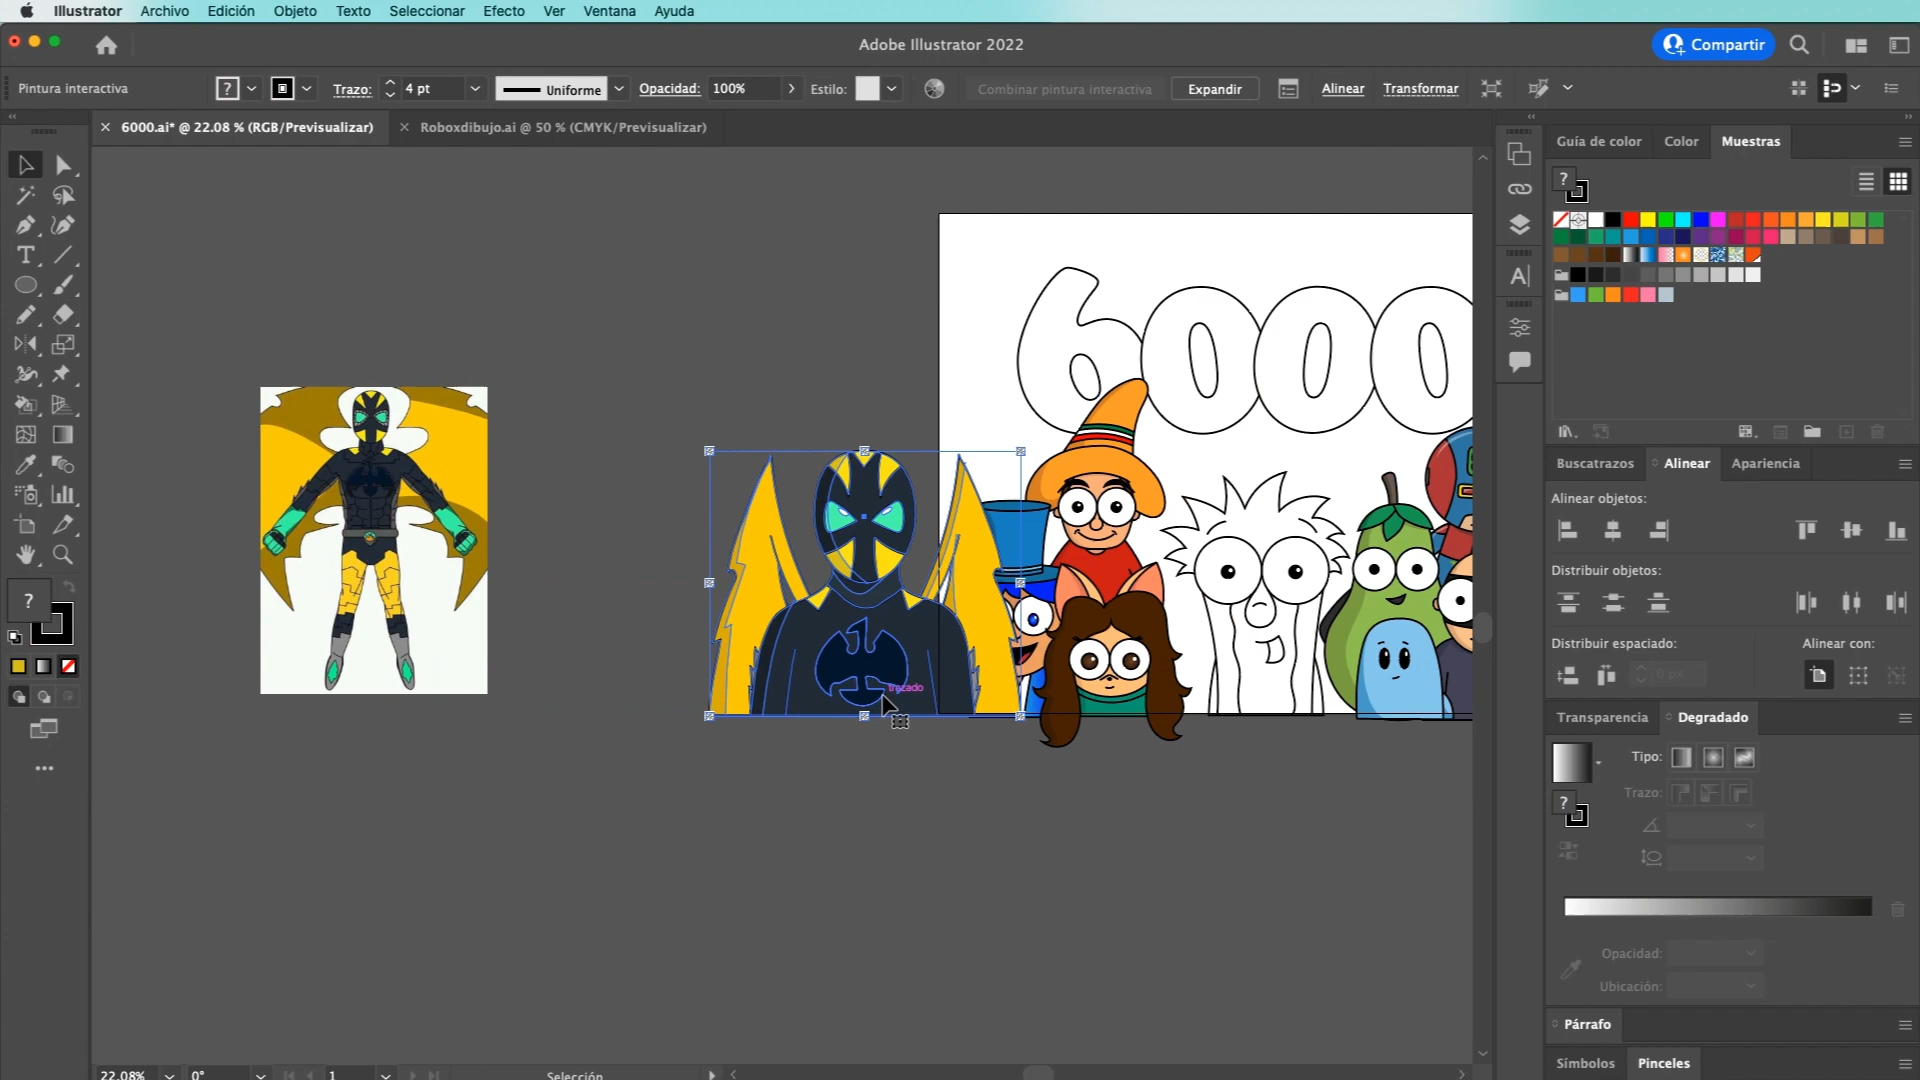 Illustrator Archivo Edición Objeto Texto Seleccionar Efecto Ver Ventana Ayuda
Adobe Illustrator 2022
Compartir
Pintura interactiva
?
Trazo: 4 pt
Uniforme
Opacidad: 100%
Estilo:
Combinar pintura interactiva
Expandir
Alinear
Transformar
6000.ai* @ 22.08 % (RGB/Previsualizar)
Roboxdibujo.ai @ 50 % (CMYK/Previsualizar)
Guía de color Color Muestras
?
6000
trazado
?
Buscatrazos Alinear Apariencia
Alinear objetos:
Distribuir objetos:
Distribuir espaciado: Alinear con:
0 px
Transparencia Degradado
Tipo:
Trazo:
?
Opacidad:
Ubicación:
Párrafo
Símbolos Pinceles
22.08% 0° 1 Selección